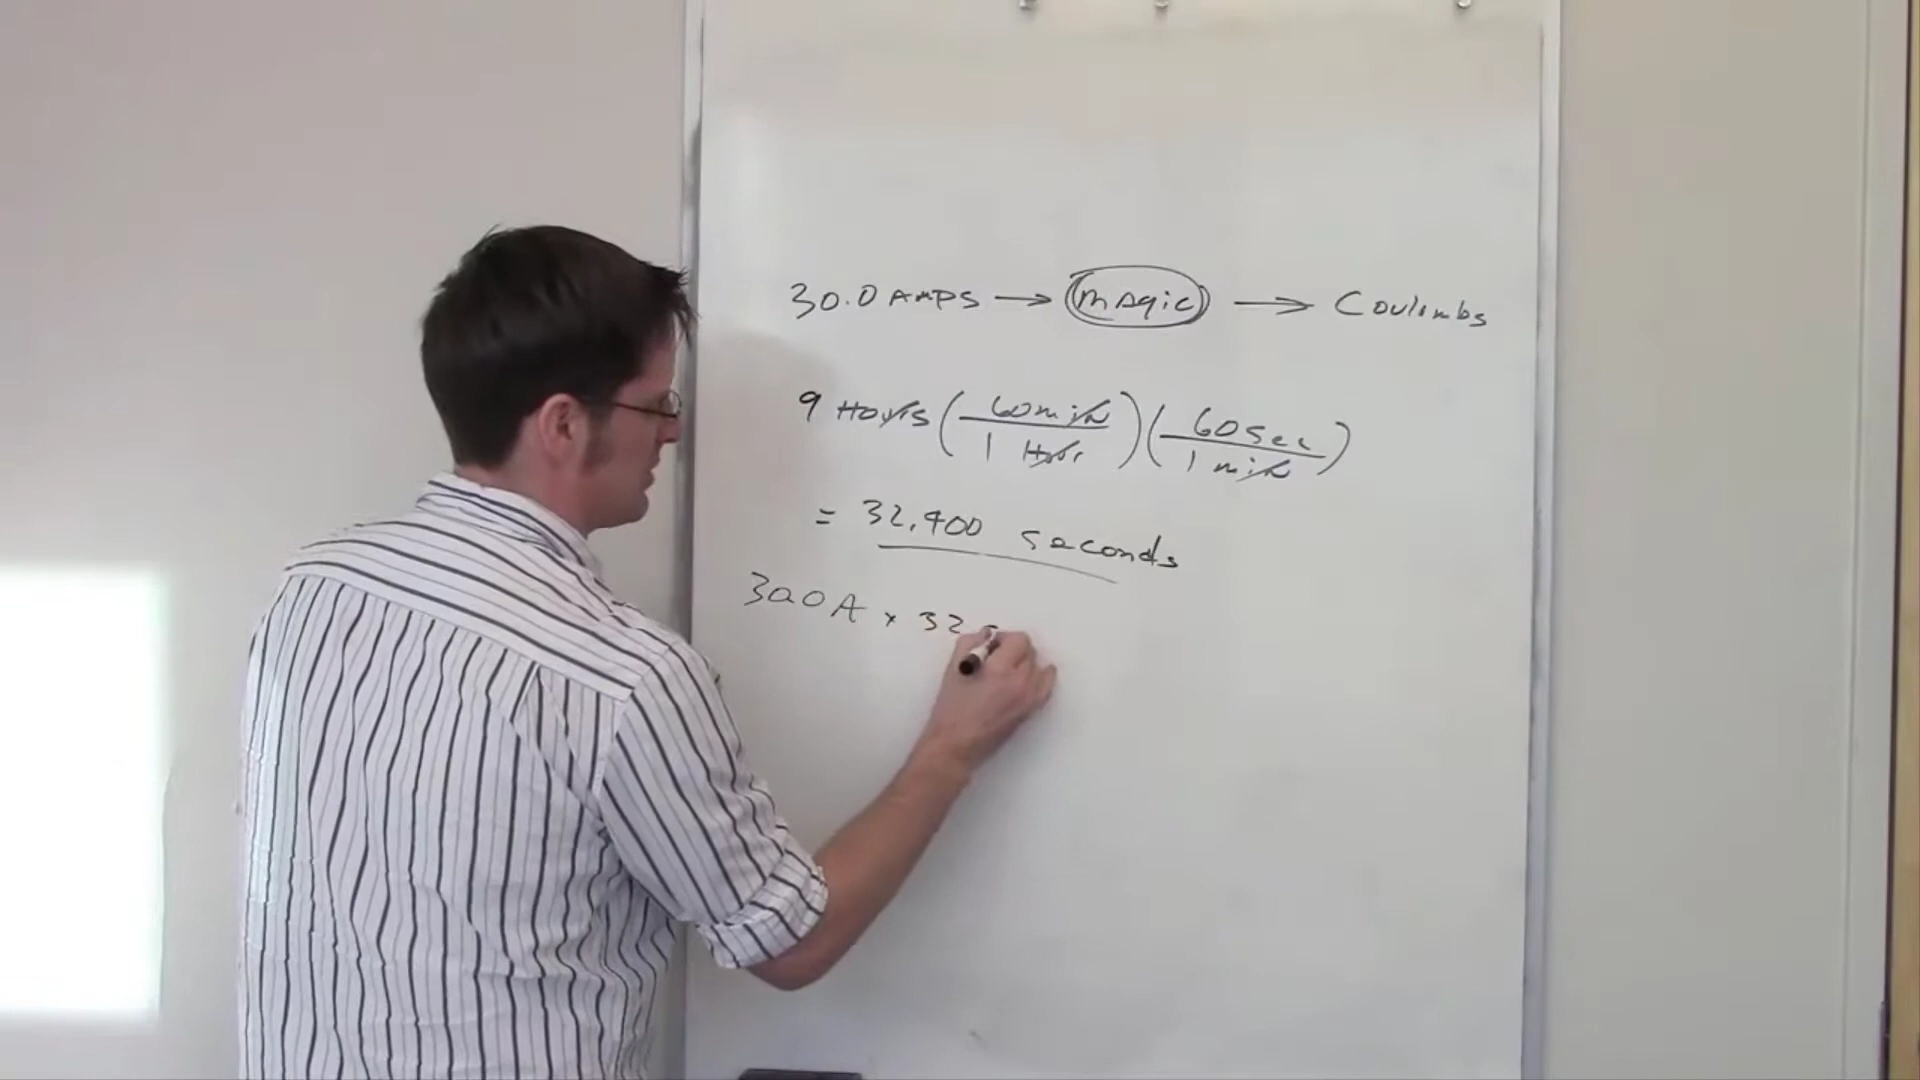 30.0 AMPS → magic → Coulombs
9 Hours (60 min / 1 Hour) (60 sec / 1 min)
= 32,400 seconds
30.0 A x 32